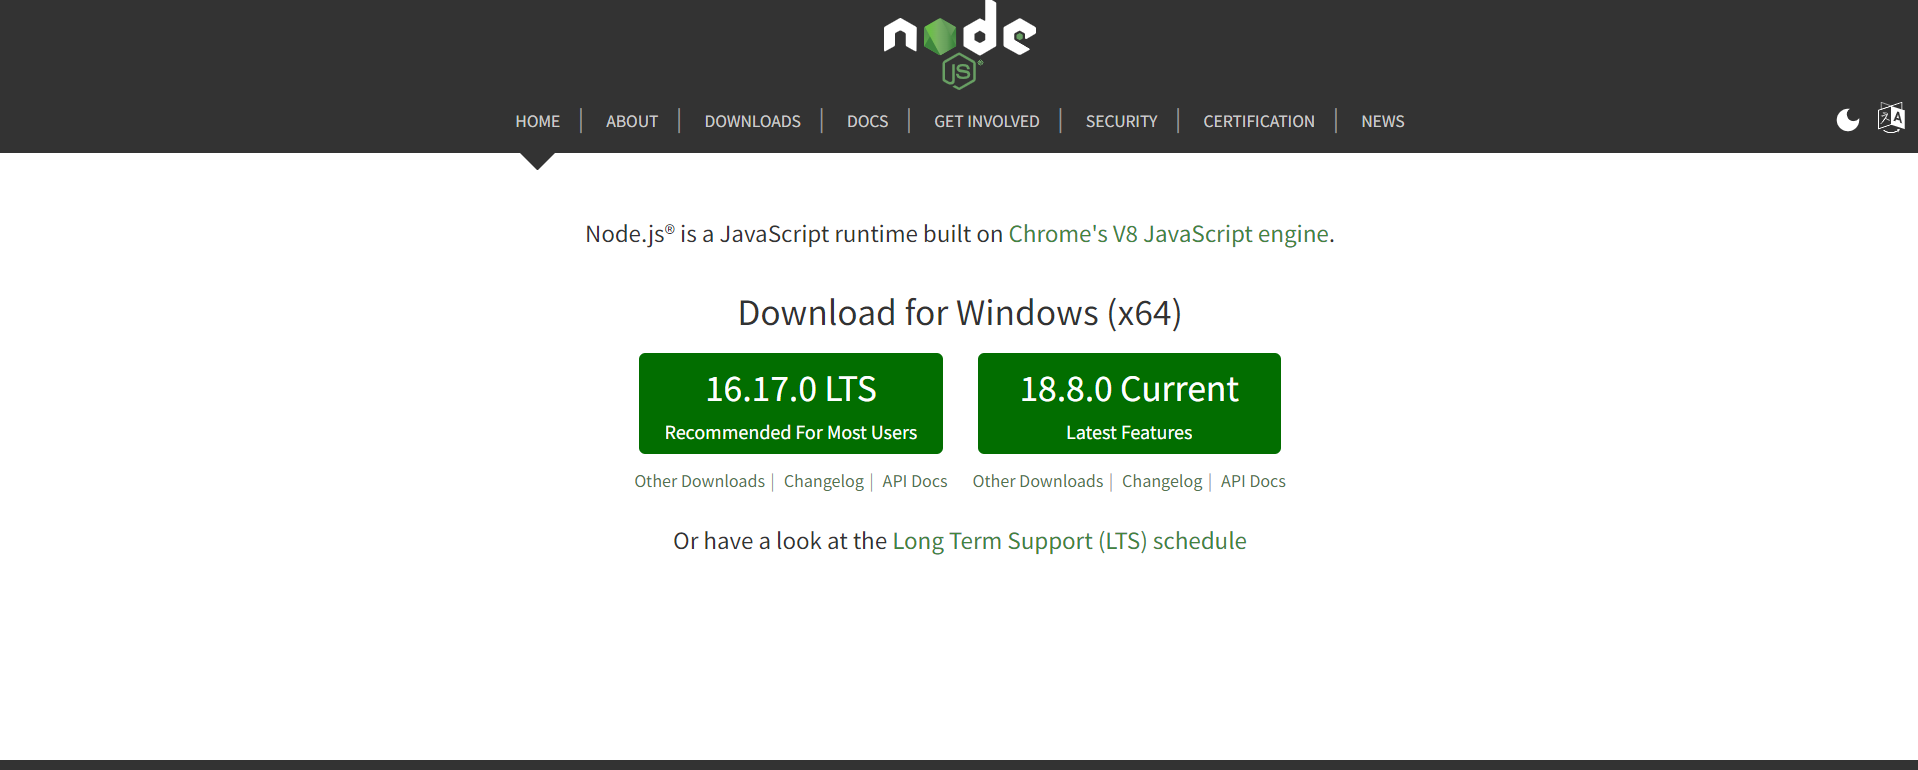 node
JS®
HOME | ABOUT | DOWNLOADS | DOCS | GET INVOLVED | SECURITY | CERTIFICATION | NEWS
Node.js® is a JavaScript runtime built on Chrome's V8 JavaScript engine.
Download for Windows (x64)
16.17.0 LTS
Recommended For Most Users
18.8.0 Current
Latest Features
Other Downloads | Changelog | API Docs
Other Downloads | Changelog | API Docs
Or have a look at the Long Term Support (LTS) schedule